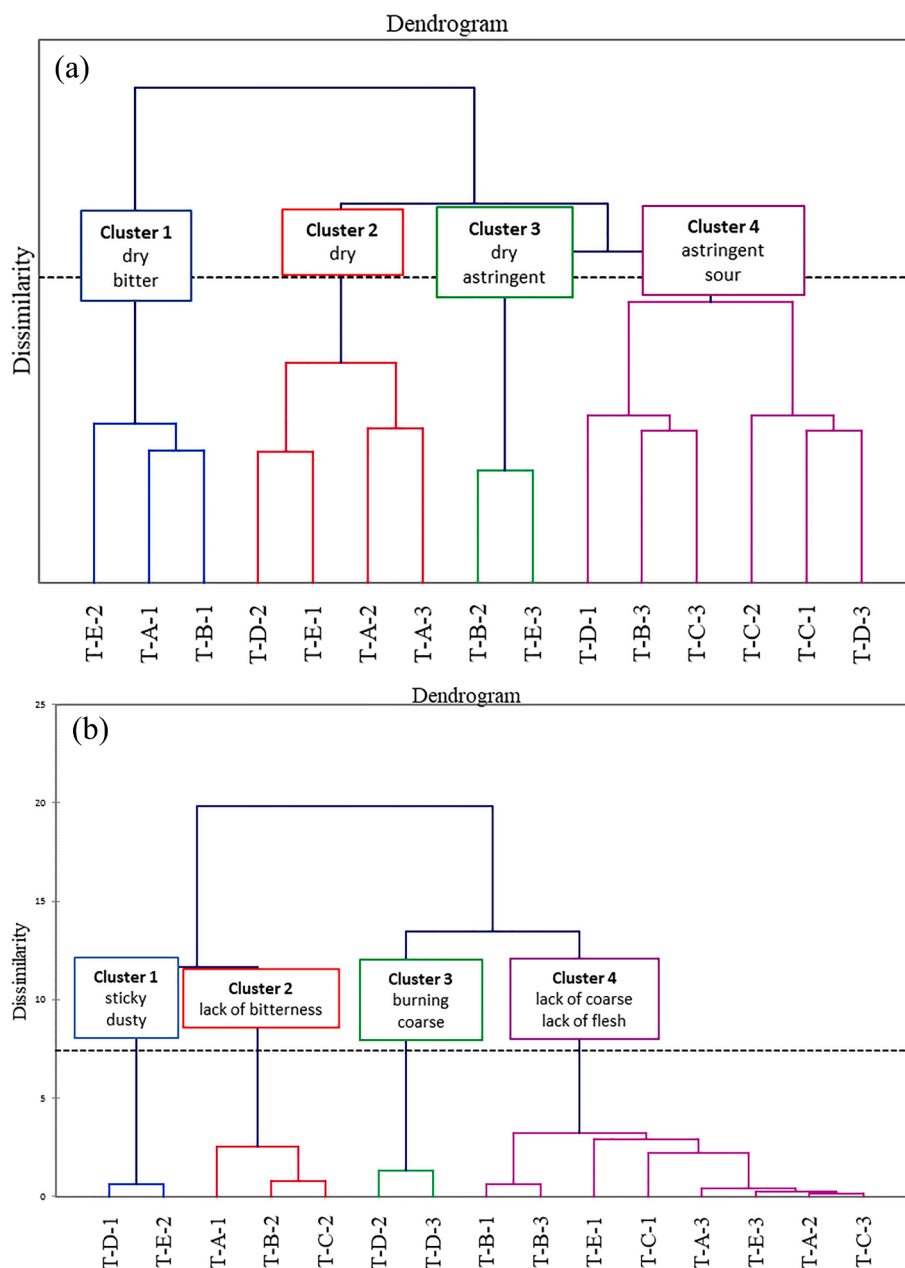 Dendrogram
(a)
Dissimilarity
Cluster 1
dry
bitter
Cluster 2
dry
Cluster 3
dry
astringent
Cluster 4
astringent
sour
T-E-2
T-A-1
T-B-1
T-D-2
T-E-1
T-A-2
T-A-3
T-B-2
T-E-3
T-D-1
T-B-3
T-C-3
T-C-2
T-C-1
T-D-3
Dendrogram
(b)
Dissimilarity
25
20
15
10
5
0
Cluster 1
sticky
dusty
Cluster 2
lack of bitterness
Cluster 3
burning
coarse
Cluster 4
lack of coarse
lack of flesh
T-D-1
T-E-2
T-A-1
T-B-2
T-C-2
T-D-2
T-D-3
T-B-1
T-B-3
T-E-1
T-C-1
T-A-3
T-E-3
T-A-2
T-C-3